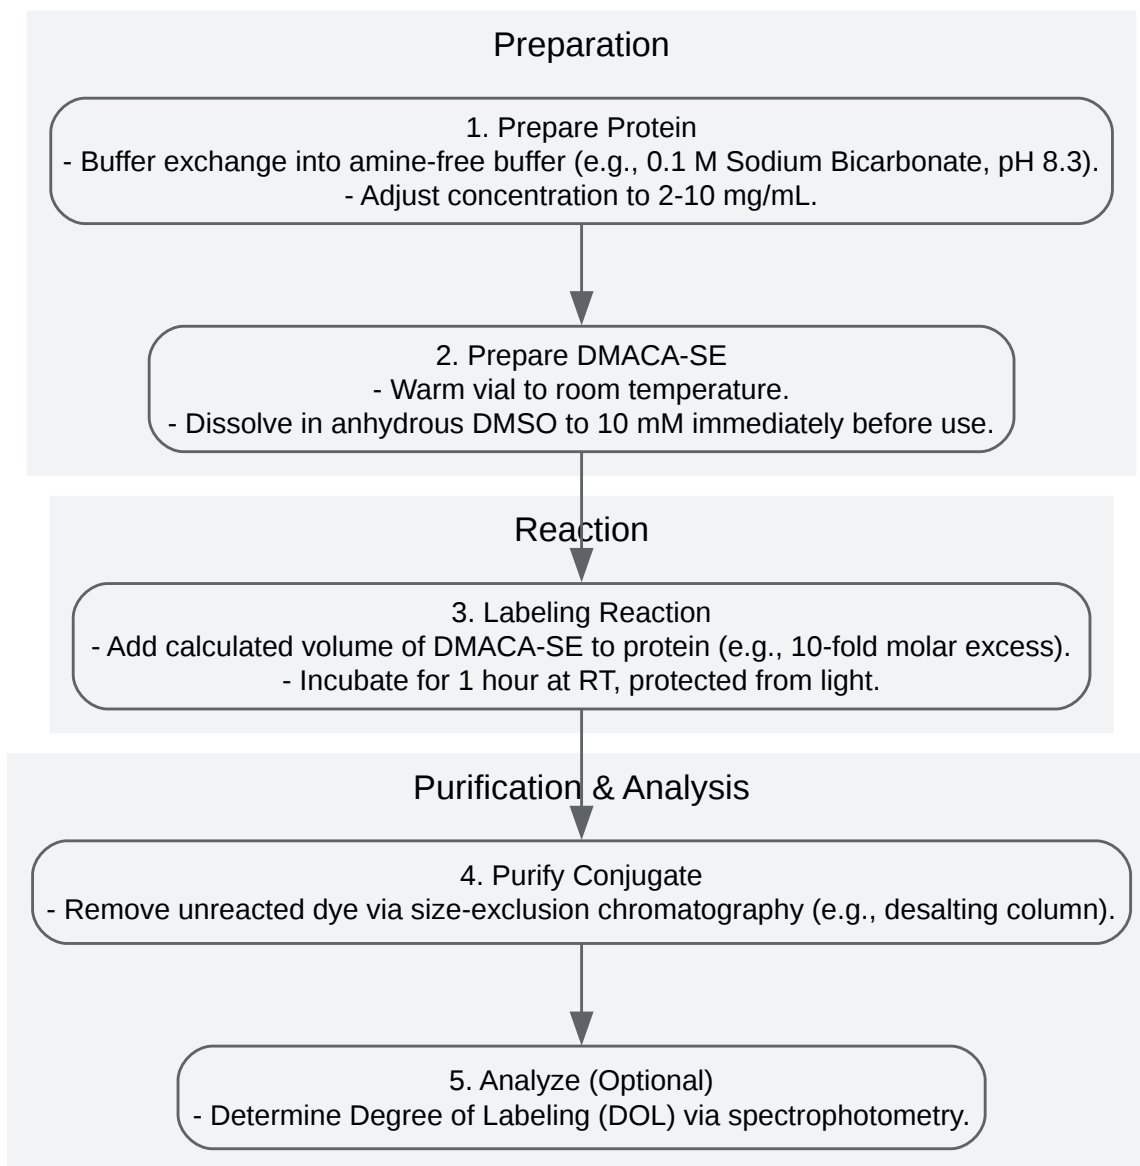 Preparation
1. Prepare Protein
- Buffer exchange into amine-free buffer (e.g., 0.1 M Sodium Bicarbonate, pH 8.3).
- Adjust concentration to 2-10 mg/mL.
2. Prepare DMACA-SE
- Warm vial to room temperature.
- Dissolve in anhydrous DMSO to 10 mM immediately before use.
Reaction
3. Labeling Reaction
- Add calculated volume of DMACA-SE to protein (e.g., 10-fold molar excess).
- Incubate for 1 hour at RT, protected from light.
Purification & Analysis
4. Purify Conjugate
- Remove unreacted dye via size-exclusion chromatography (e.g., desalting column).
5. Analyze (Optional)
- Determine Degree of Labeling (DOL) via spectrophotometry.